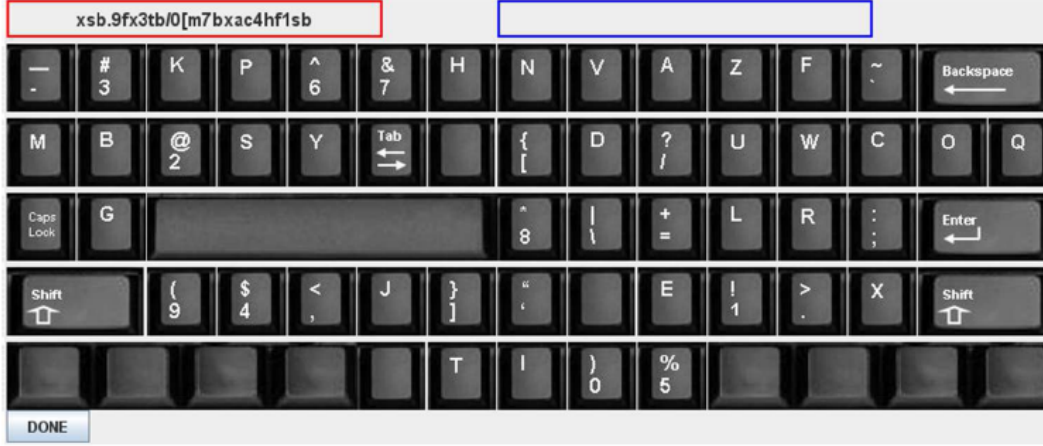 xsb.9fx3tb/0[m7bxac4hf1sb
— - # 3 K P ^ 6 & 7 H N V A Z F ~ ` Backspace
M B @ 2 S Y Tab { [ D ? / U W C O Q
Caps Lock G * 8 | \ + = L R : ; Enter
Shift ( 9 $ 4 < , J } ] “ ‘ E ! 1 > . X Shift
T I ) 0 % 5
DONE